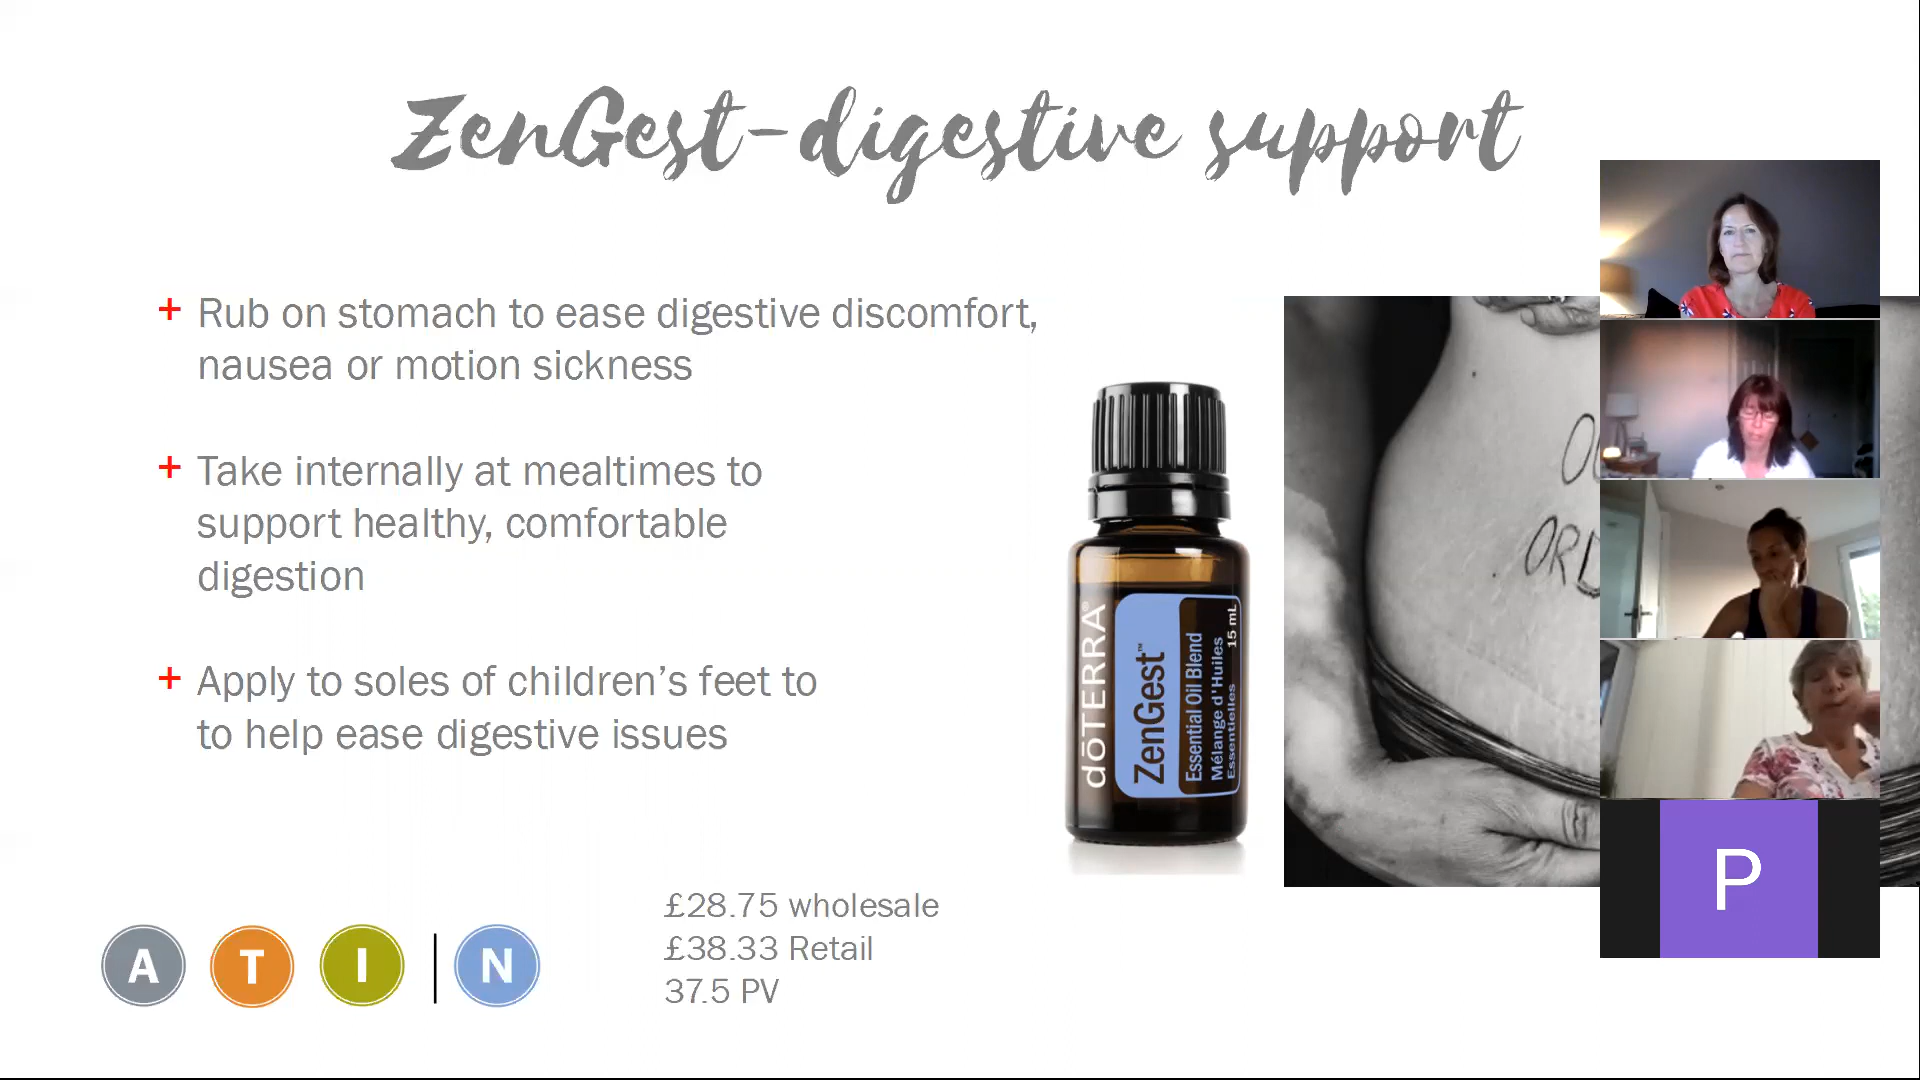 ZenGest-digestive support
+ Rub on stomach to ease digestive discomfort,
nausea or motion sickness
+ Take internally at mealtimes to
support healthy, comfortable
digestion
+ Apply to soles of children’s feet to
to help ease digestive issues
dōTERRA®
ZenGest™
Essential Oil Blend
Mélange d'Huiles
Essentielles 15 mL
P
A T I | N
£28.75 wholesale
£38.33 Retail
37.5 PV